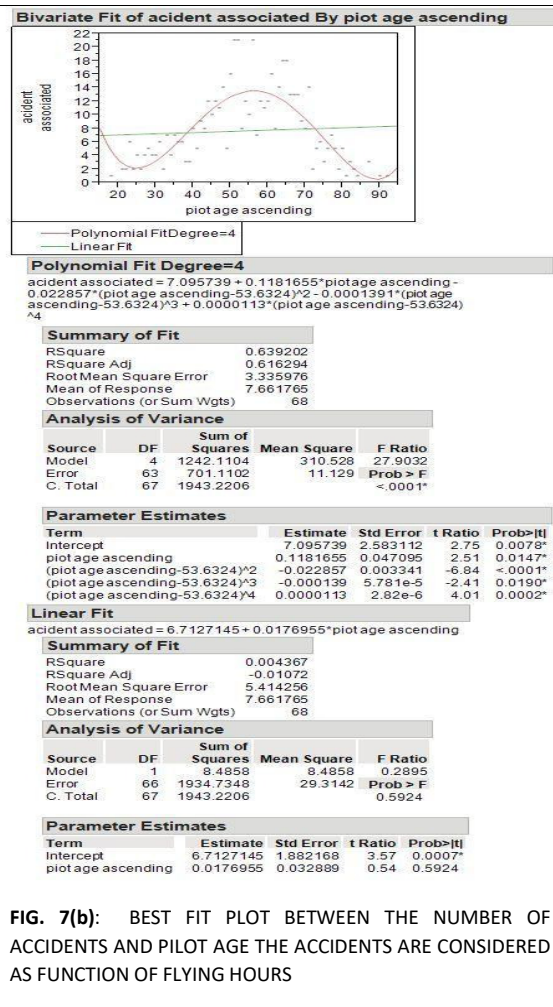 Bivariate Fit of acident associated By piot age ascending
22
20
18
16
14
12
10
8
6
4
2
0
acident
associated
20 30 40 50 60 70 80 90
piot age ascending
Polynomial FitDegree=4
Linear Fit
Polynomial Fit Degree=4
acident associated = 7.095739 + 0.1181655*piot age ascending -
0.022857*(piot age ascending-53.6324)^2 - 0.0001391*(piot age
ascending-53.6324)^3 + 0.0000113*(piot age ascending-53.6324)
^4
Summary of Fit
RSquare 0.639202
RSquare Adj 0.616294
Root Mean Square Error 3.335976
Mean of Response 7.661765
Observations (or Sum Wgts) 68
Analysis of Variance
Sum of
Source DF Squares Mean Square F Ratio
Model 4 1242.1104 310.528 27.9032
Error 63 701.1102 11.129 Prob > F
C. Total 67 1943.2206 <.0001*
Parameter Estimates
Term Estimate Std Error t Ratio Prob>|t|
Intercept 7.095739 2.583112 2.75 0.0078*
piot age ascending 0.1181655 0.047095 2.51 0.0147*
(piot age ascending-53.6324)^2 -0.022857 0.003341 -6.84 <.0001*
(piot age ascending-53.6324)^3 -0.000139 5.781e-5 -2.41 0.0190*
(piot age ascending-53.6324)^4 0.0000113 2.82e-6 4.01 0.0002*
Linear Fit
acident associated = 6.7127145 + 0.0176955*piot age ascending
Summary of Fit
RSquare 0.004367
RSquare Adj -0.01072
Root Mean Square Error 5.414256
Mean of Response 7.661765
Observations (or Sum Wgts) 68
Analysis of Variance
Sum of
Source DF Squares Mean Square F Ratio
Model 1 8.4858 8.4858 0.2895
Error 66 1934.7348 29.3142 Prob > F
C. Total 67 1943.2206 0.5924
Parameter Estimates
Term Estimate Std Error t Ratio Prob>|t|
Intercept 6.7127145 1.882168 3.57 0.0007*
piot age ascending 0.0176955 0.032889 0.54 0.5924
FIG. 7(b): BEST FIT PLOT BETWEEN THE NUMBER OF
ACCIDENTS AND PILOT AGE THE ACCIDENTS ARE CONSIDERED
AS FUNCTION OF FLYING HOURS